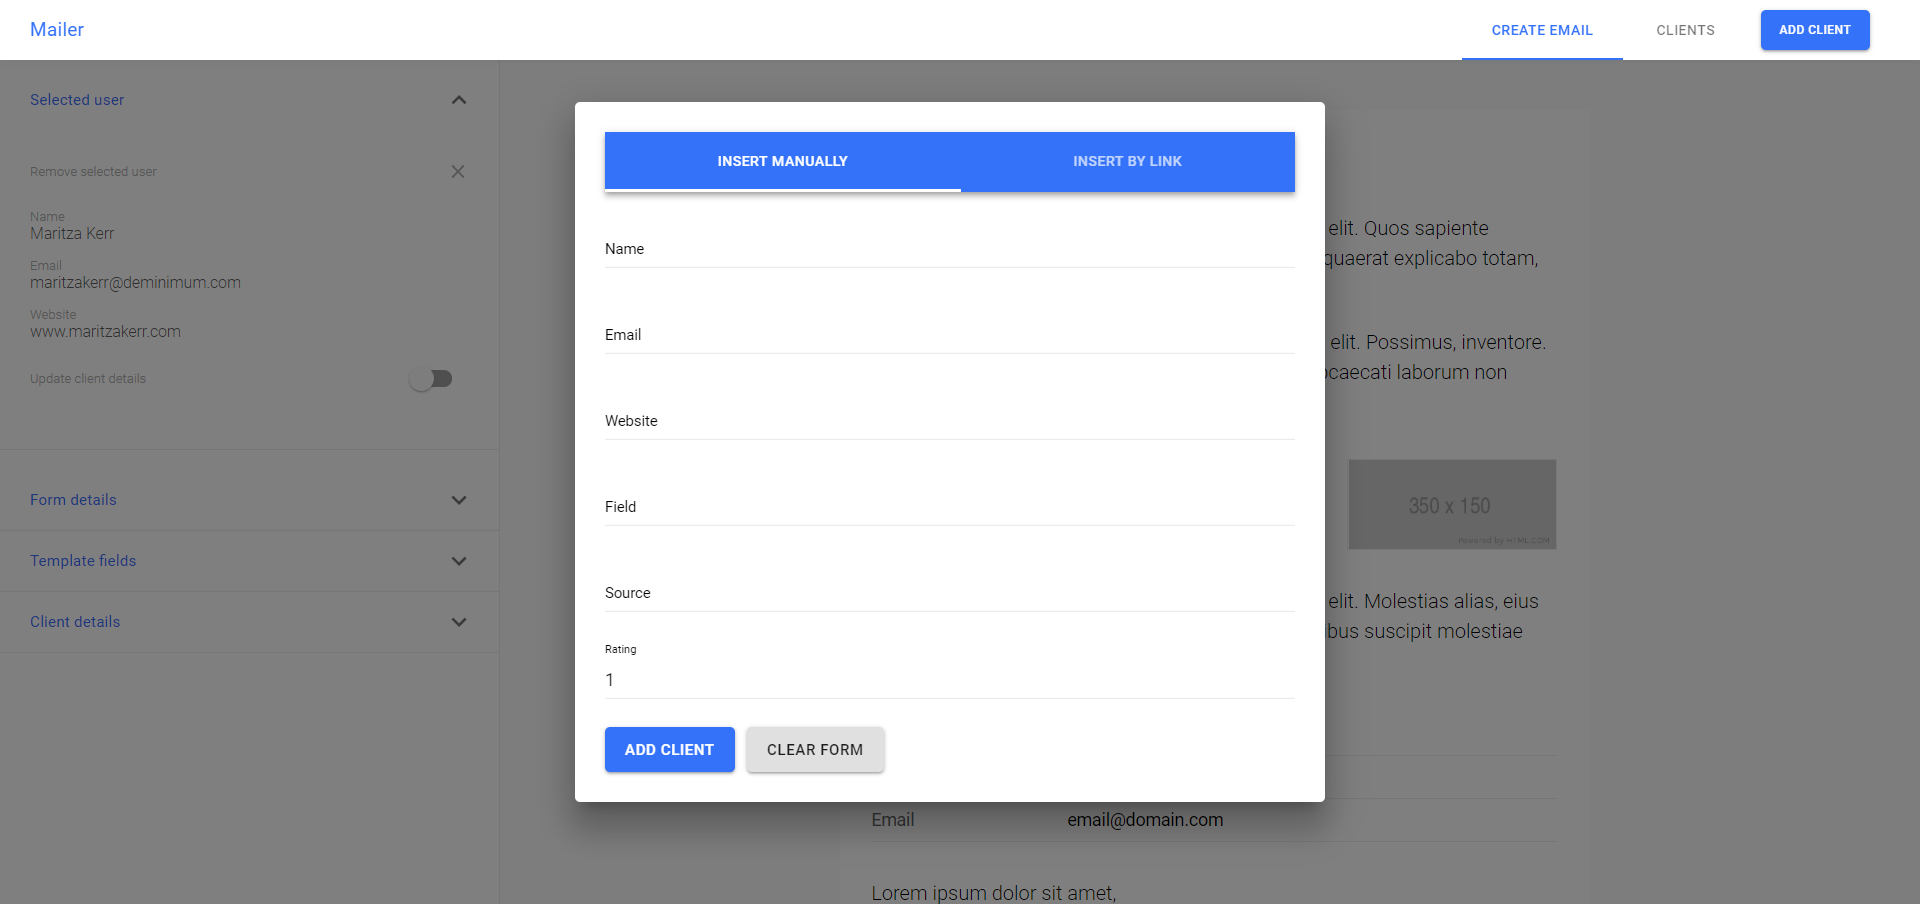 Mailer
CREATE EMAIL
CLIENTS
ADD CLIENT
Selected user
Remove selected user
Name
Maritza Kerr
Email
maritzakerr@deminimum.com
Website
www.maritzakerr.com
Update client details
Form details
Template fields
Client details
INSERT MANUALLY
INSERT BY LINK
Name
Email
Website
Field
Source
Rating
1
ADD CLIENT
CLEAR FORM
elit. Quos sapiente
quaerat explicabo totam,
elit. Possimus, inventore.
laborum non
350 x 150
Powered by HTML.COM
elit. Molestias alias, eius
suscipit molestiae
Email
email@domain.com
Lorem ipsum dolor sit amet,